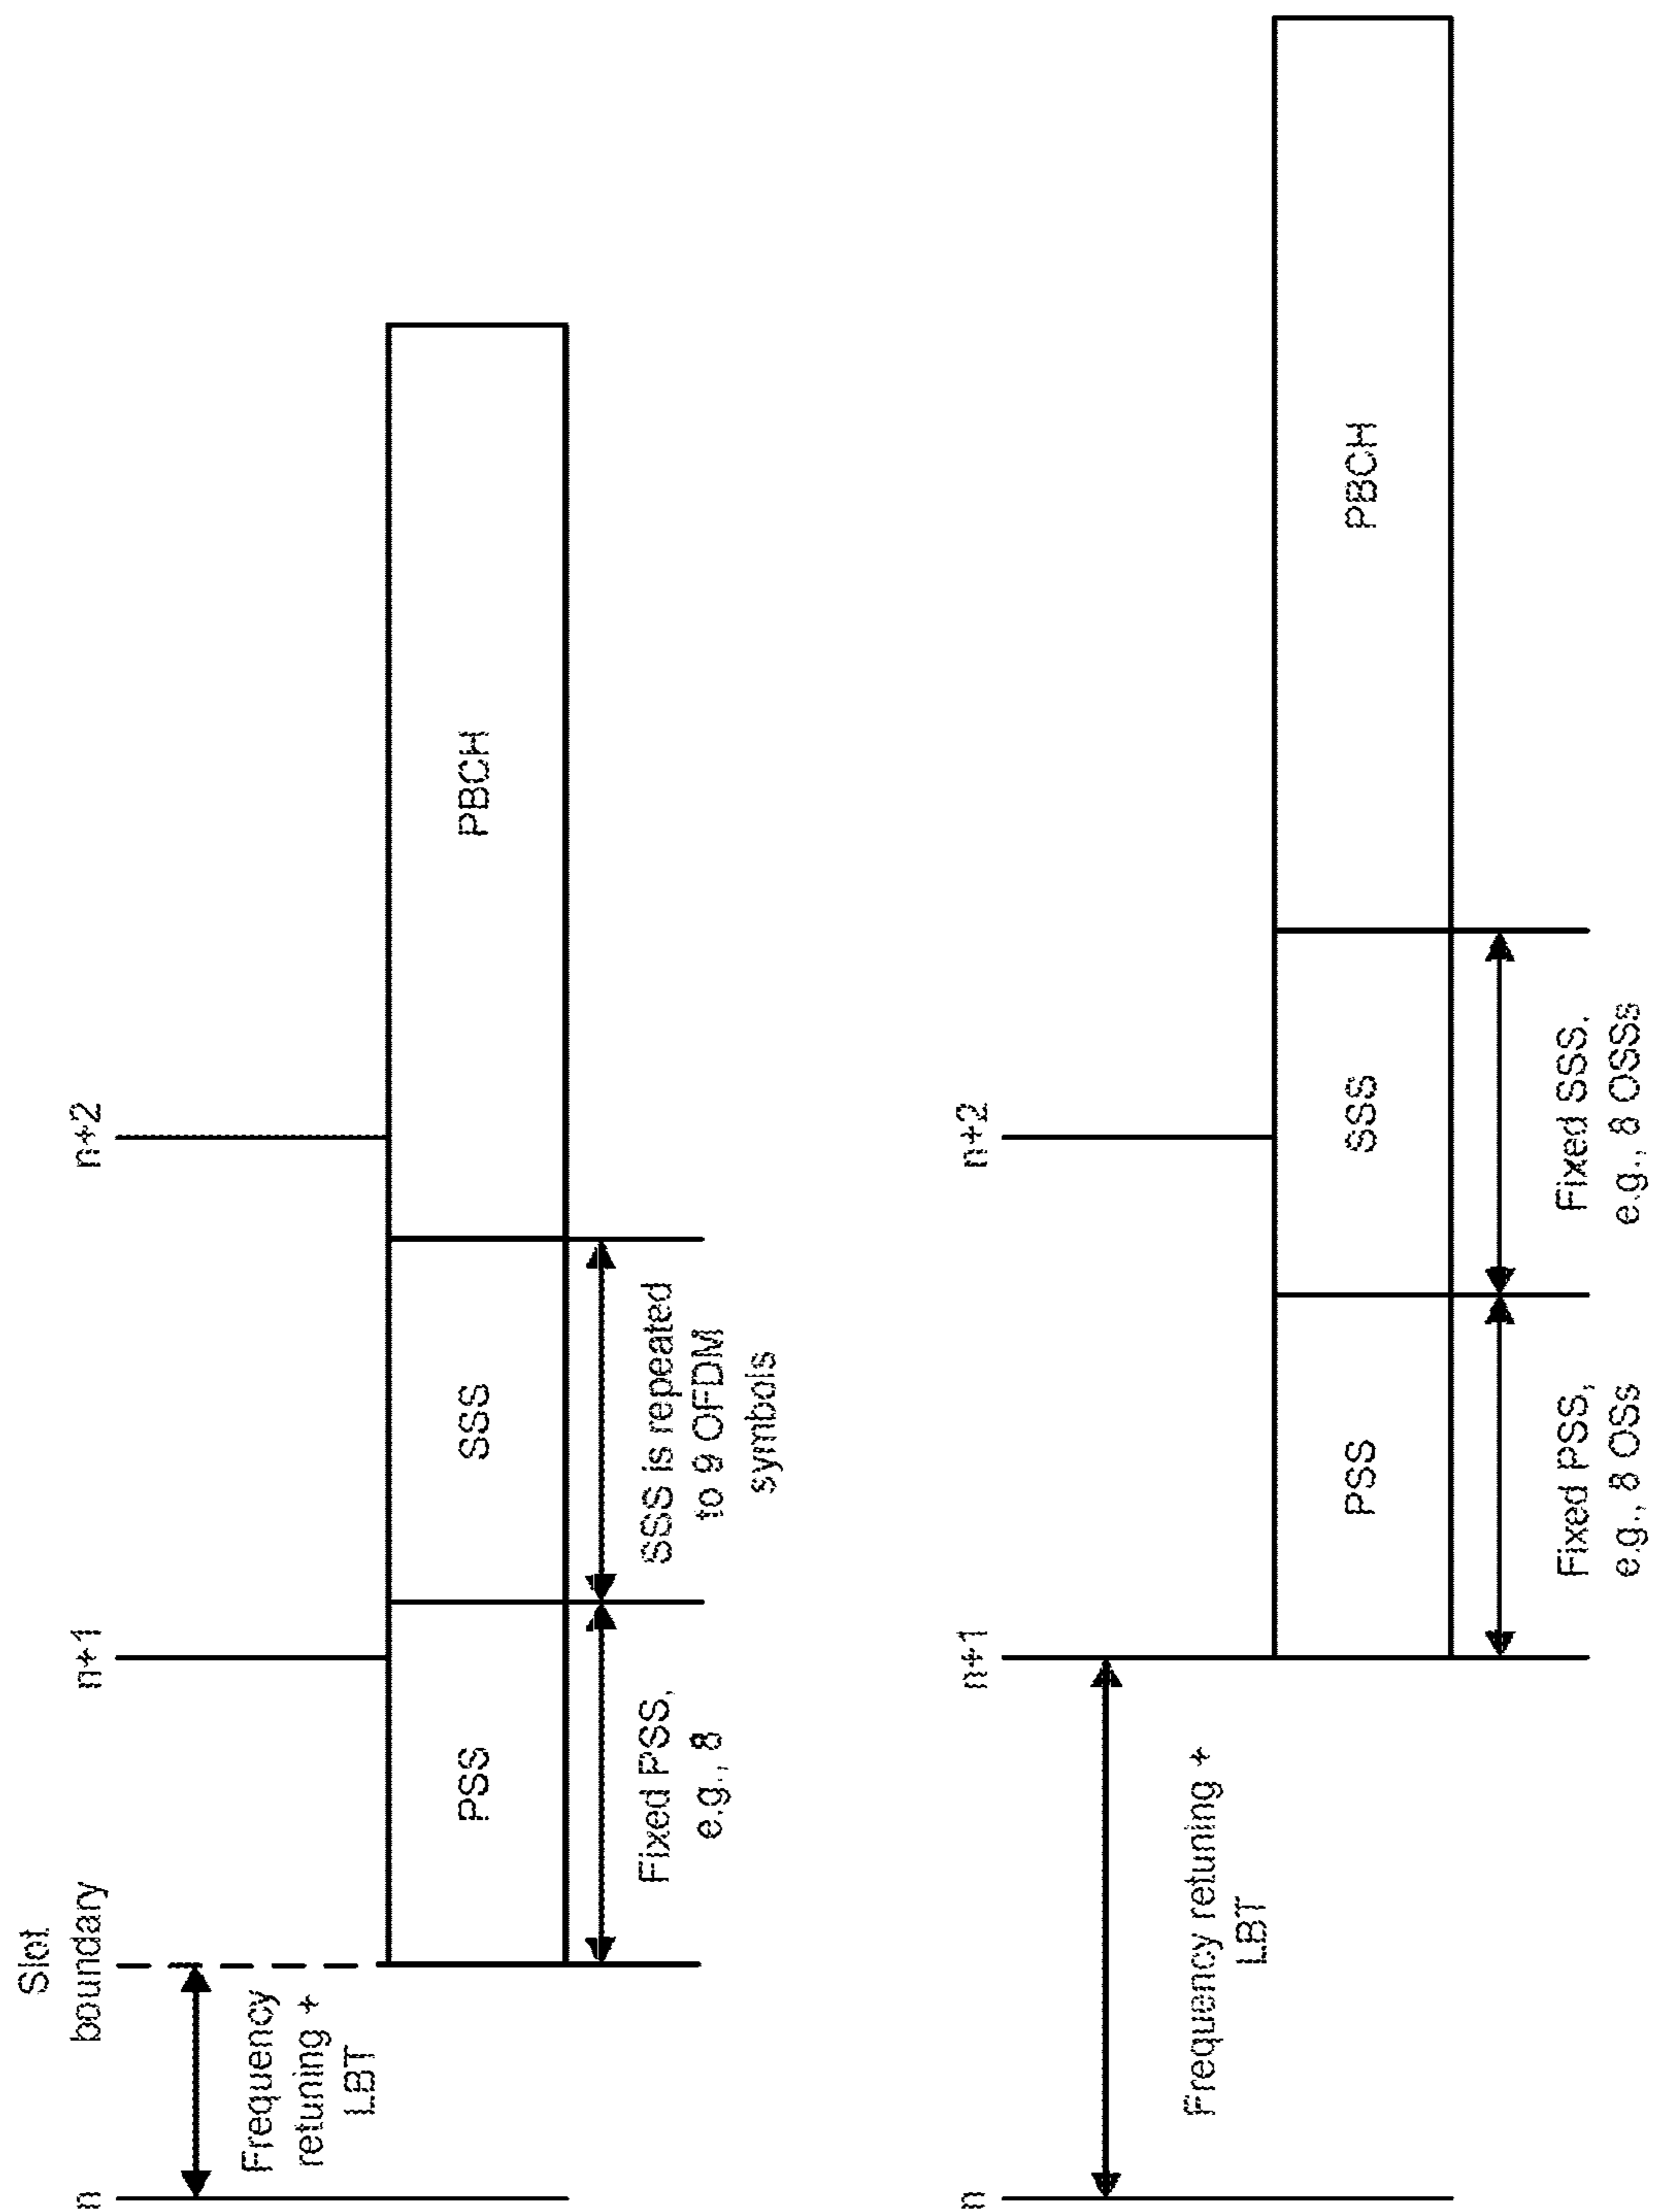 Slot
boundary
n
n+1
n+2
Frequency
retuning +
LBT
PSS
SSS
PBCH
Fixed PSS,
e.g., 8
SSS is repeated
to 9 OFDM
symbols
n
n+1
n+2
Frequency retuning +
LBT
PSS
SSS
PBCH
Fixed PSS,
e.g., 8 OSs
Fixed SSS,
e.g., 8 OSSs